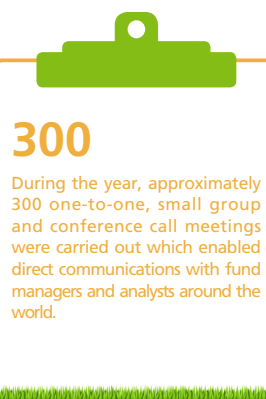 300
During the year, approximately
300 one-to-one, small group
and conference call meetings
were carried out which enabled
direct communications with fund
managers and analysts around the
world.